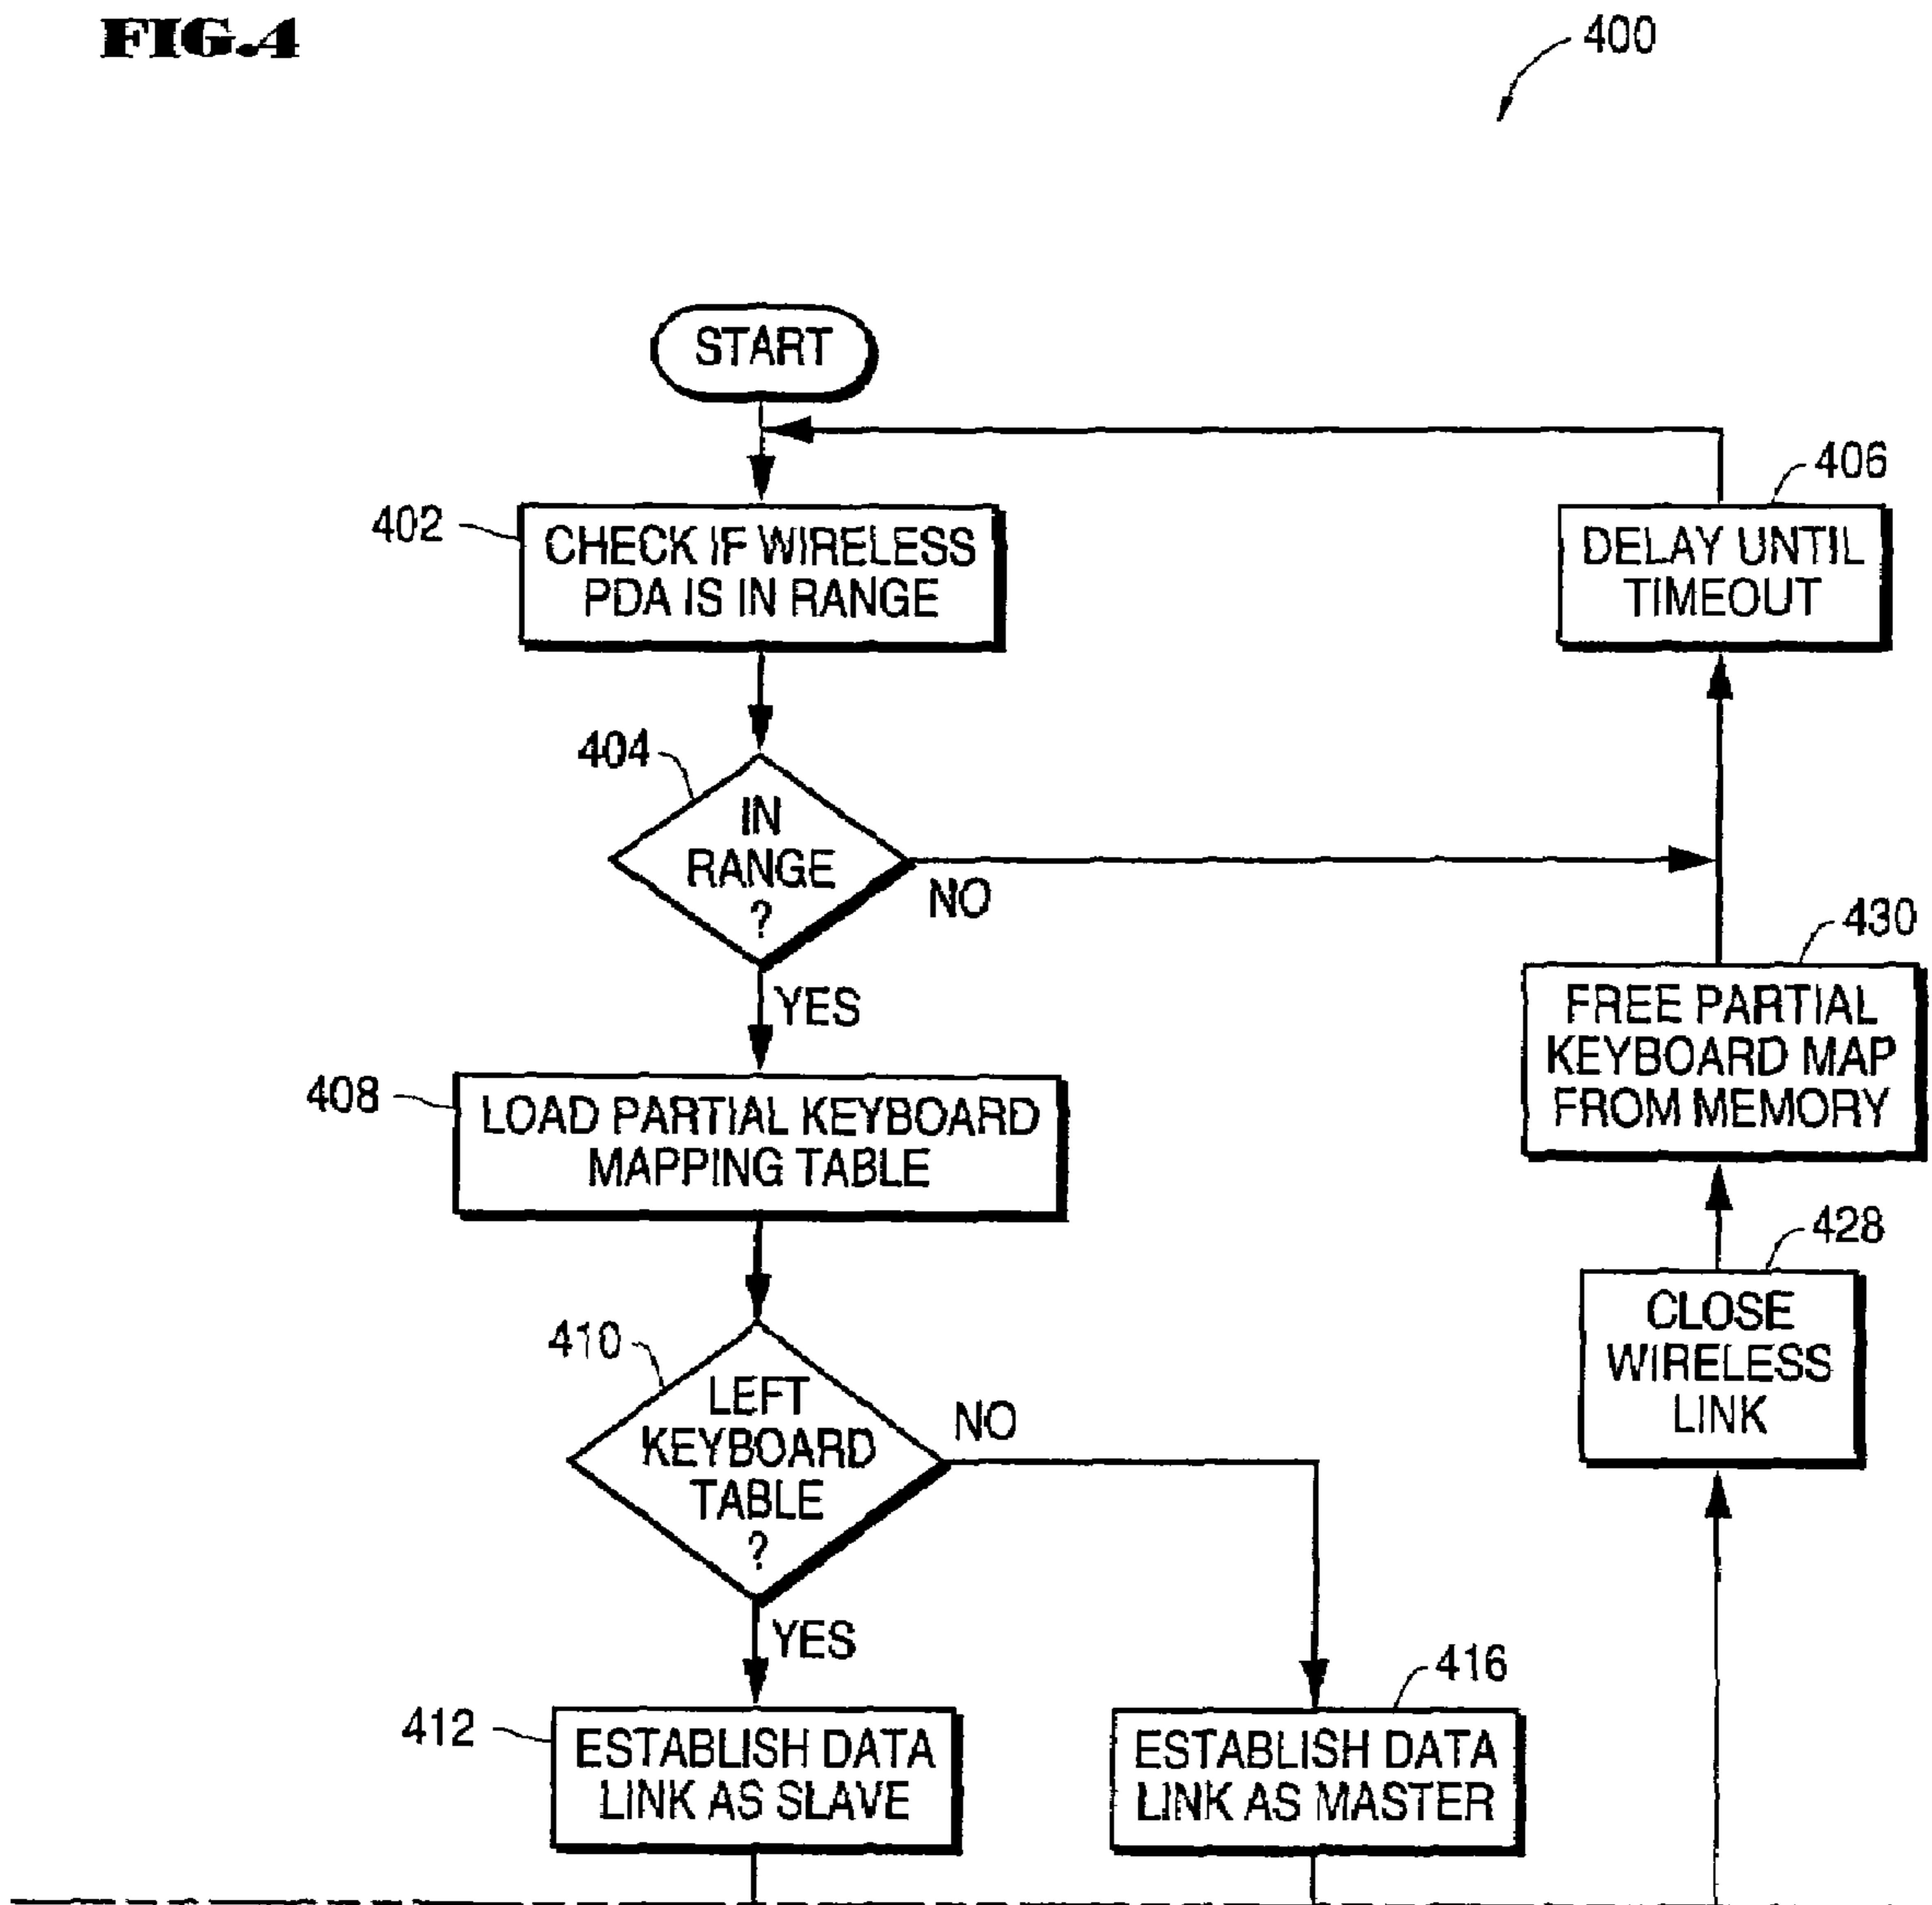 FIG.4
400
START
406
402
CHECK IF WIRELESS
PDA IS IN RANGE
DELAY UNTIL
TIMEOUT
404
IN
RANGE
?
NO
YES
430
FREE PARTIAL
KEYBOARD MAP
FROM MEMORY
408
LOAD PARTIAL KEYBOARD
MAPPING TABLE
428
CLOSE
WIRELESS
LINK
410
LEFT
KEYBOARD
TABLE
?
NO
YES
416
412
ESTABLISH DATA
LINK AS SLAVE
ESTABLISH DATA
LINK AS MASTER